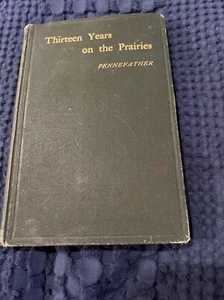 Thirteen Years
on the Prairies
PENNEFATHER